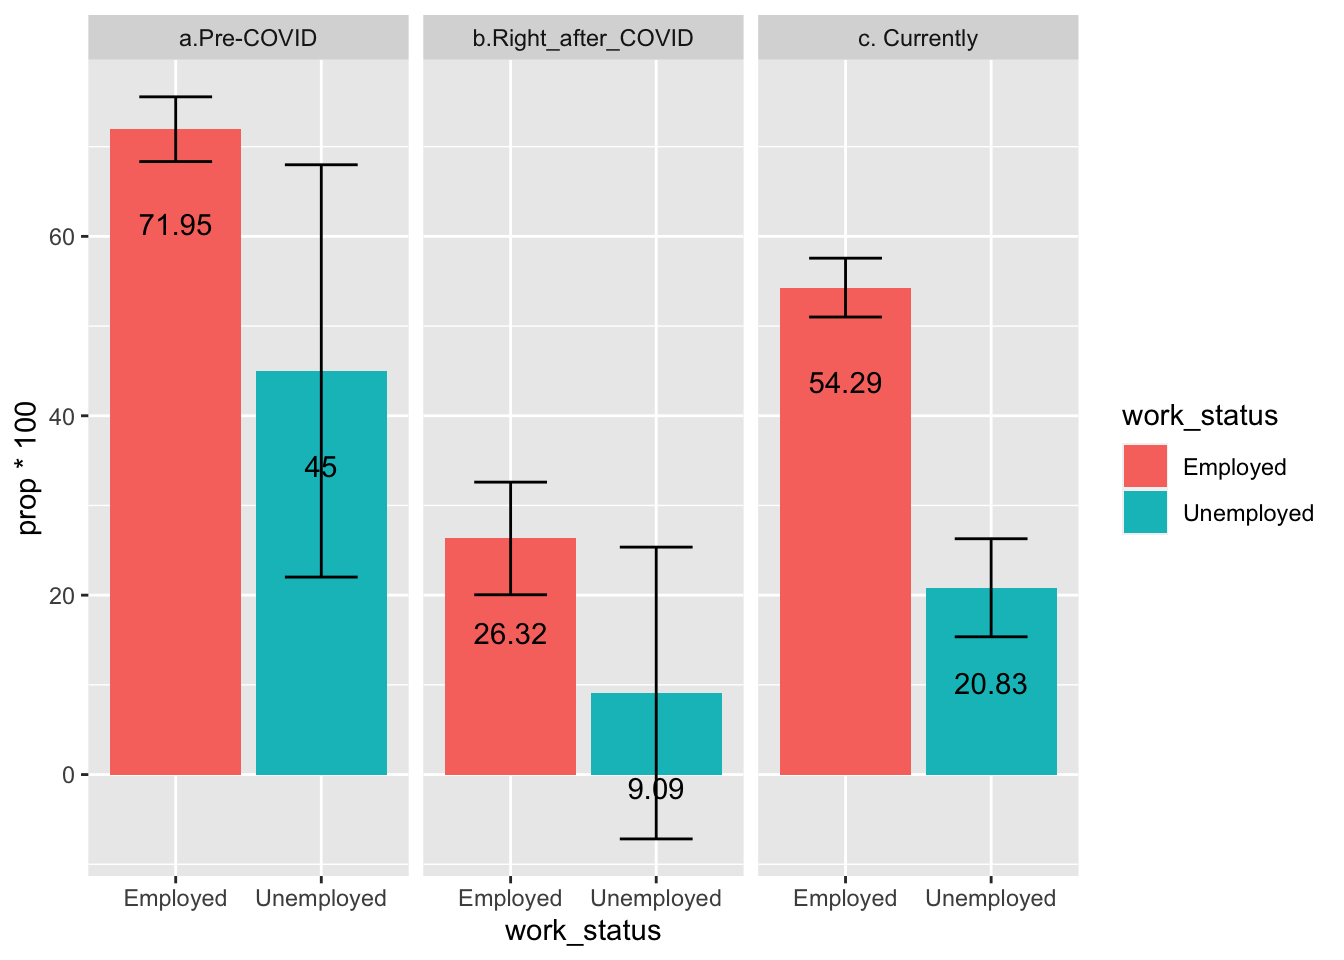 a.Pre-COVID
b.Right_after_COVID
c. Currently
prop * 100
60
40
20
0
71.95
45
26.32
9.09
54.29
20.83
Employed
Unemployed
Employed
Unemployed
Employed
Unemployed
work_status
work_status
Employed
Unemployed